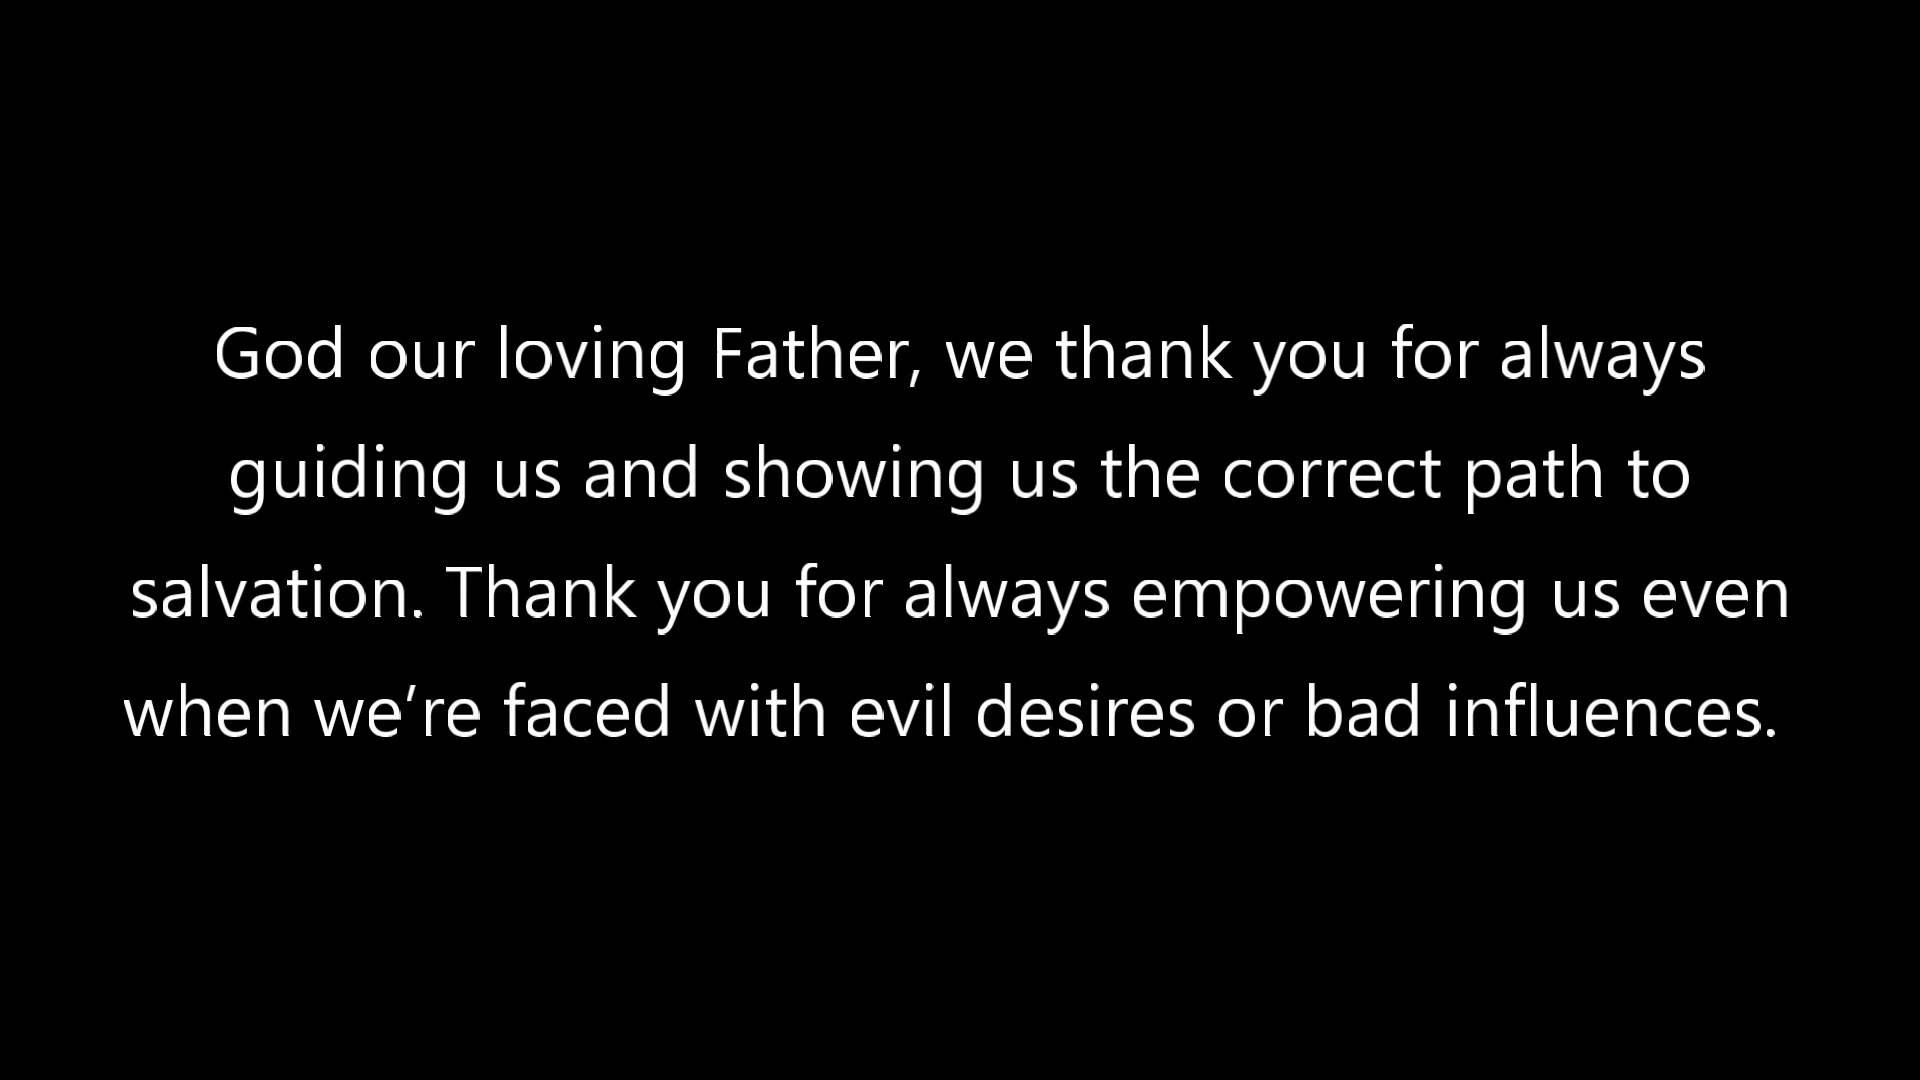 God our loving Father, we thank you for always
guiding us and showing us the correct path to
salvation. Thank you for always empowering us even
when we’re faced with evil desires or bad influences.